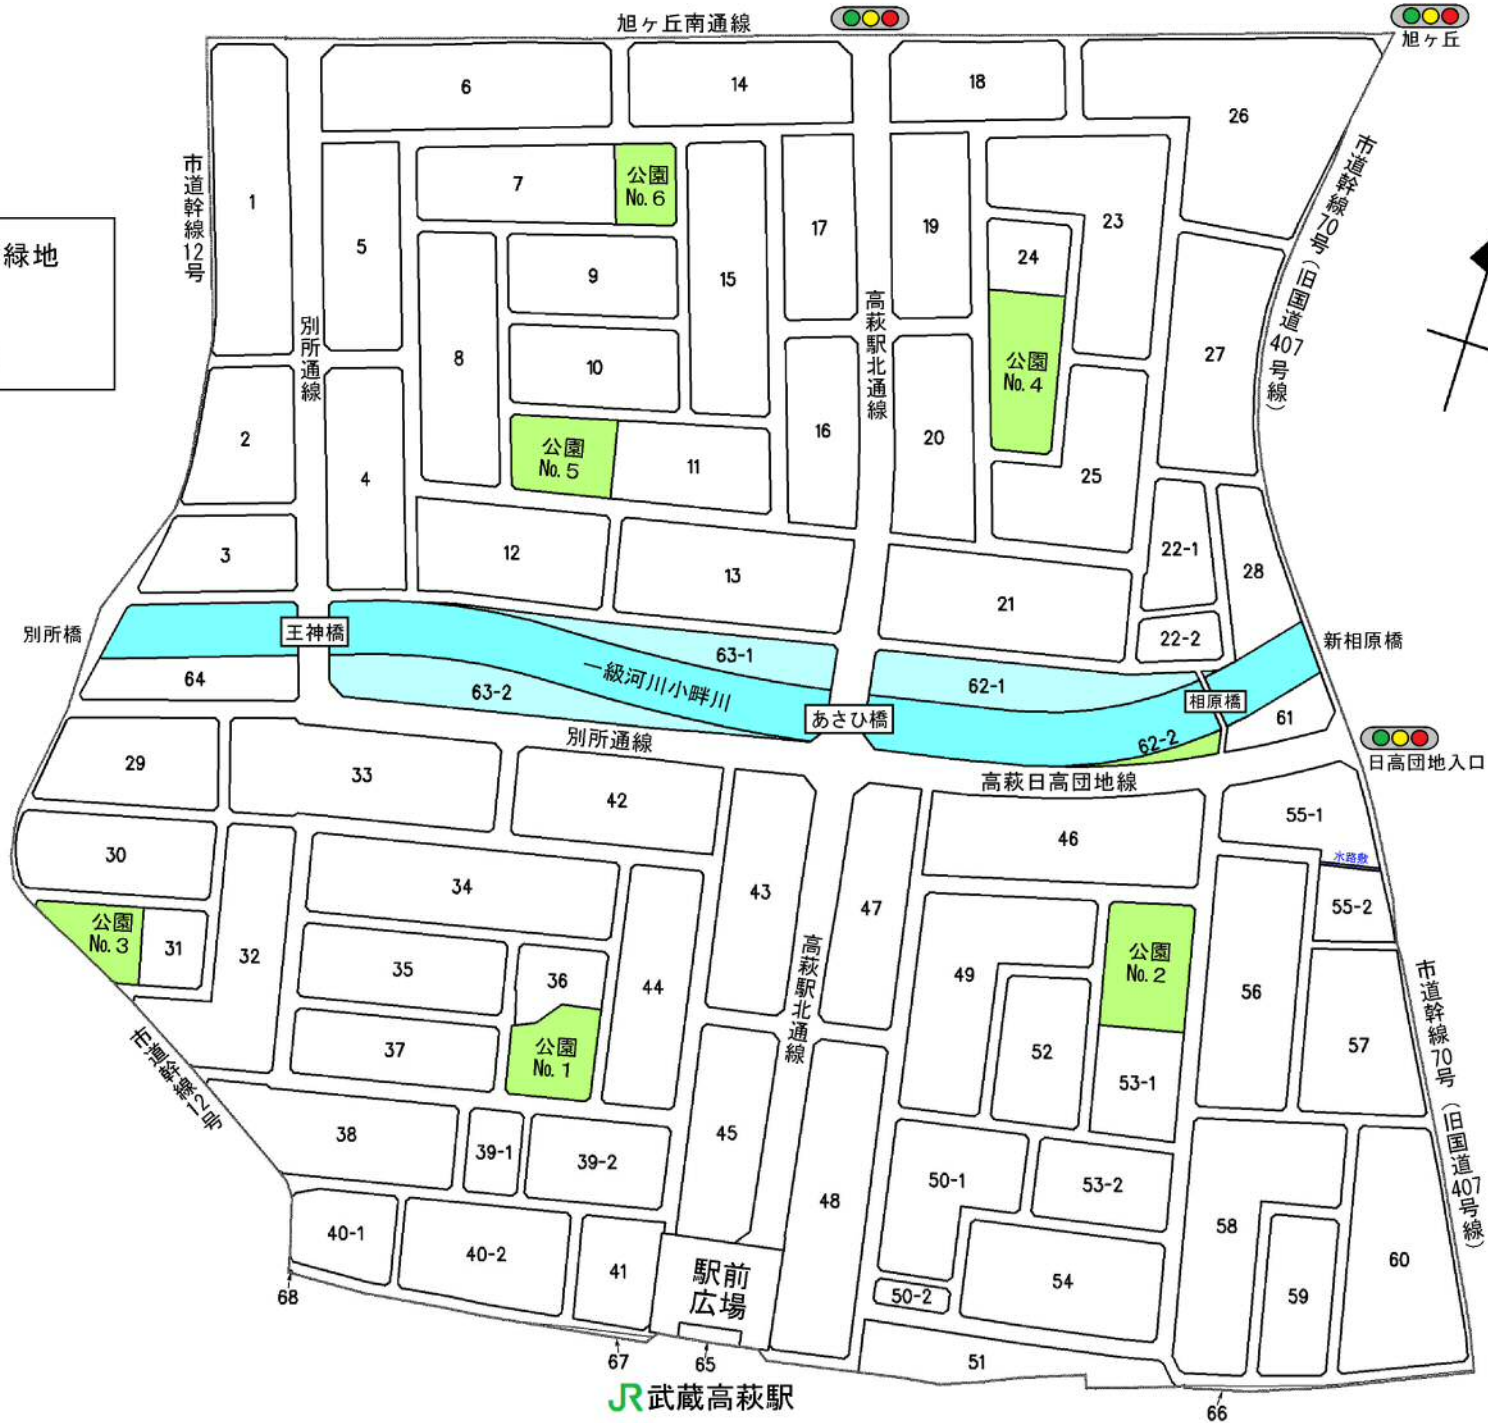 旭ヶ丘南通線
旭ヶ丘
6
14
18
26
市道幹線12号
1
5
7
公園
No. 6
17
19
23
市道幹線70号(旧国道407号線)
緑地
9
15
24
別所通線
高萩駅北通線
8
10
公園
No. 4
27
2
4
公園
No. 5
11
16
20
25
3
12
13
22-1
28
21
別所橋
王神橋
22-2
新相原橋
64
63-1
63-2
一級河川小畔川
62-1
相原橋
61
あさひ橋
62-2
別所通線
高萩日高団地線
日高団地入口
29
33
42
55-1
30
46
水路敷
34
43
47
55-2
公園
No. 3
31
32
35
36
44
高萩駅北通線
49
公園
No. 2
56
市道幹線70号(旧国道407号線)
37
公園
No. 1
52
57
53-1
市道幹線12号
38
39-1
39-2
45
48
50-1
53-2
40-1
40-2
41
駅前
広場
58
60
50-2
54
59
68
67
65
51
66
JR武蔵高萩駅